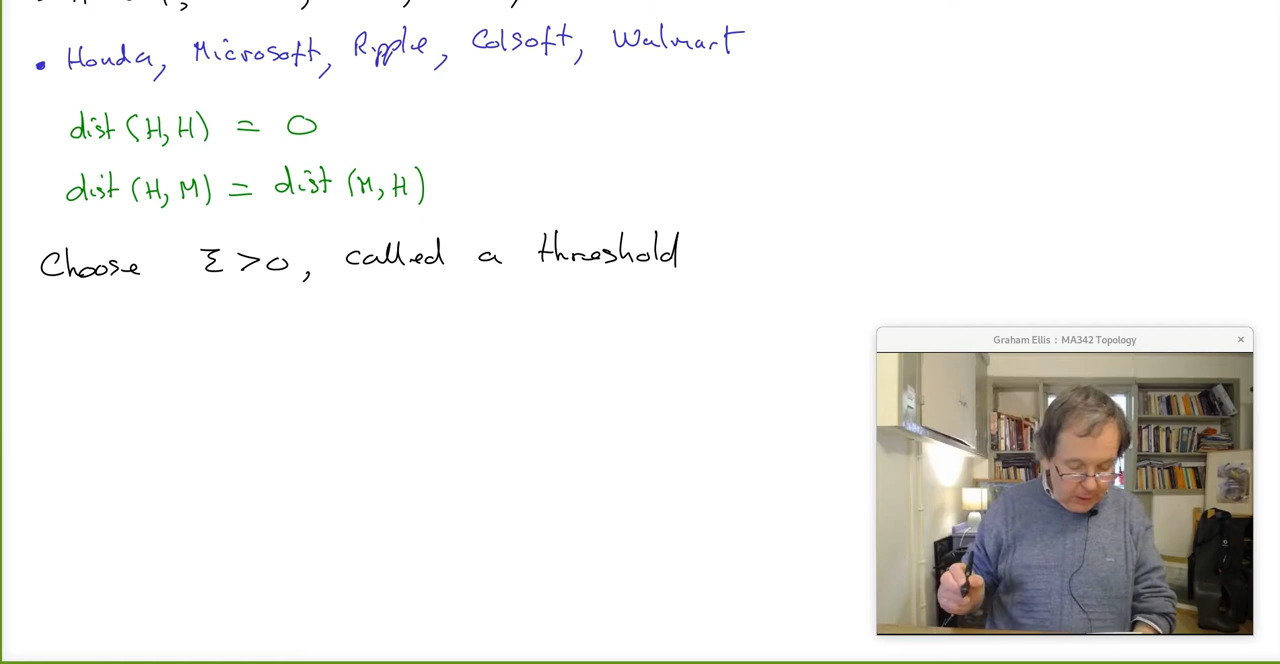 • Honda, Microsoft, Ripple, Colsoft, Walmart
dist (H, H) = 0
dist (H, M) = dist (M, H)
Choose Σ > 0, called a threshold
Graham Ellis : MA342 Topology